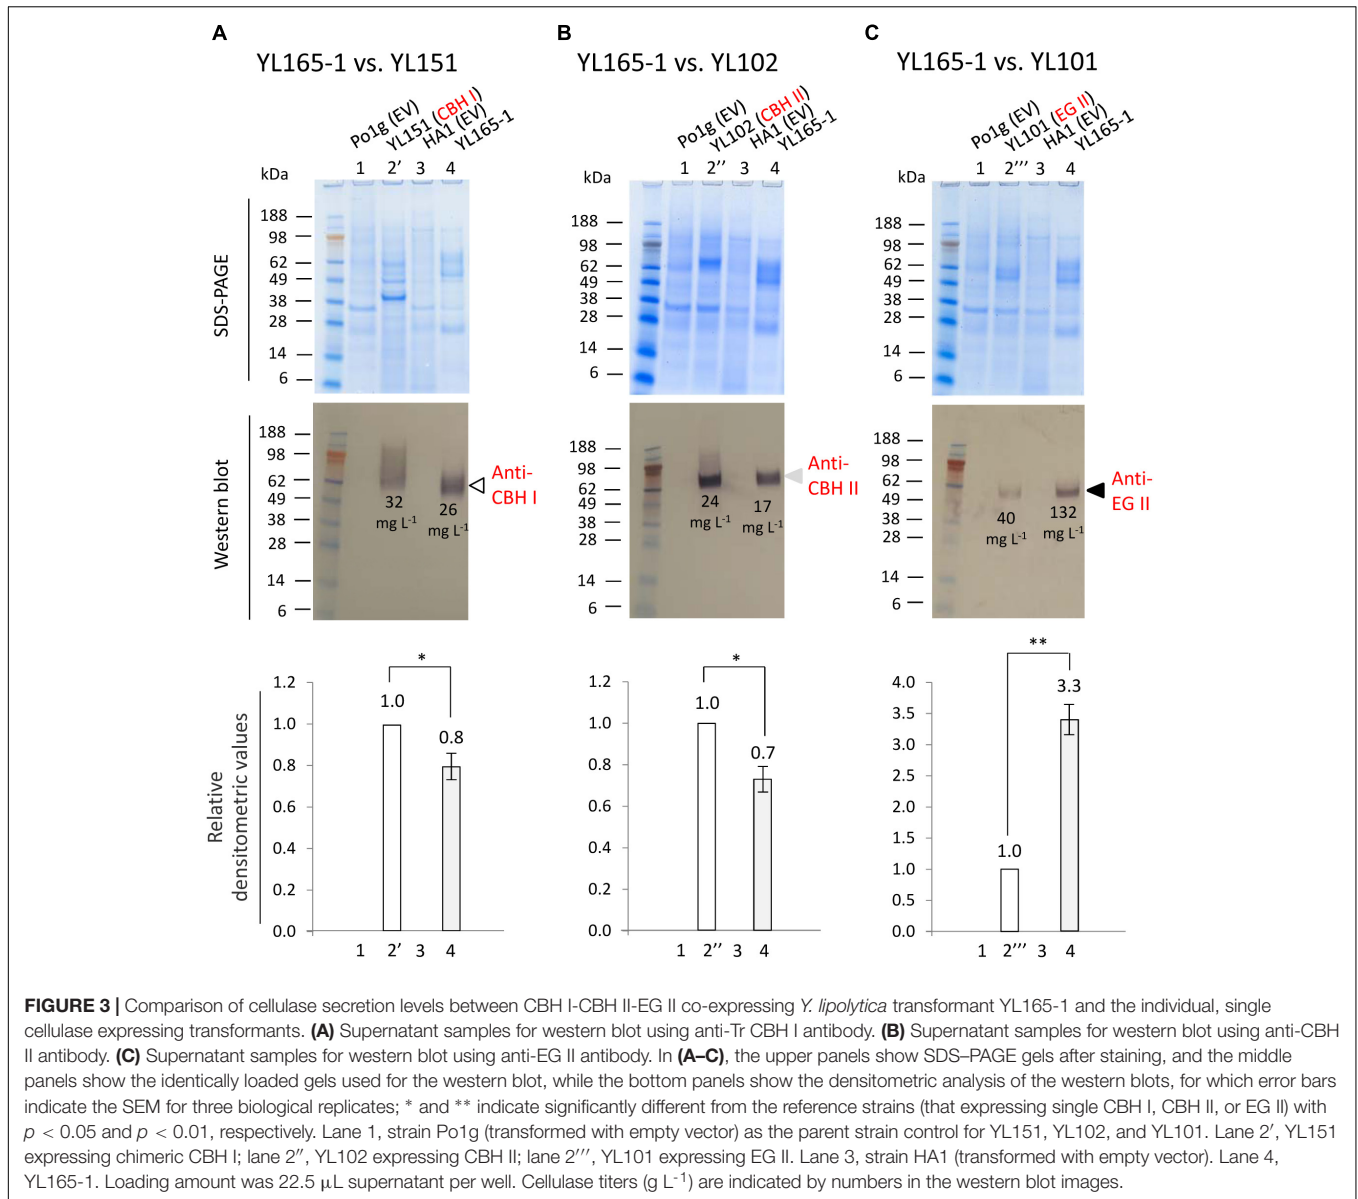 A
YL165-1 vs. YL151
Po1g (EV)
YL151 (CBH I)
HA1 (EV)
YL165-1
1 2′ 3 4
kDa
188
98
62
49
38
28
14
6
SDS-PAGE
188
98
62
49
38
28
14
6
Western blot
32
mg L-1
26
mg L-1
Anti-
CBH I
*
1.2
1.0
0.8
0.6
0.4
0.2
0.0
1.0
0.8
Relative
densitometric values
1 2′ 3 4
B
YL165-1 vs. YL102
Po1g (EV)
YL102 (CBH II)
HA1 (EV)
YL165-1
1 2′′ 3 4
kDa
188
98
62
49
38
28
14
6
188
98
62
49
38
28
14
6
24
mg L-1
17
mg L-1
Anti-
CBH II
*
1.2
1.0
0.8
0.6
0.4
0.2
0.0
1.0
0.7
1 2′′ 3 4
C
YL165-1 vs. YL101
Po1g (EV)
YL101 (EG II)
HA1 (EV)
YL165-1
1 2′′′ 3 4
kDa
188
98
62
49
38
28
14
6
188
98
62
49
38
28
14
6
40
mg L-1
132
mg L-1
Anti-
EG II
**
4.0
3.5
3.0
2.5
2.0
1.5
1.0
0.5
0.0
1.0
3.3
1 2′′′ 3 4
FIGURE 3 | Comparison of cellulase secretion levels between CBH I-CBH II-EG II co-expressing Y. lipolytica transformant YL165-1 and the individual, single
cellulase expressing transformants. (A) Supernatant samples for western blot using anti-Tr CBH I antibody. (B) Supernatant samples for western blot using anti-CBH
II antibody. (C) Supernatant samples for western blot using anti-EG II antibody. In (A–C), the upper panels show SDS–PAGE gels after staining, and the middle
panels show the identically loaded gels used for the western blot, while the bottom panels show the densitometric analysis of the western blots, for which error bars
indicate the SEM for three biological replicates; * and ** indicate significantly different from the reference strains (that expressing single CBH I, CBH II, or EG II) with
p < 0.05 and p < 0.01, respectively. Lane 1, strain Po1g (transformed with empty vector) as the parent strain control for YL151, YL102, and YL101. Lane 2′, YL151
expressing chimeric CBH I; lane 2′′, YL102 expressing CBH II; lane 2′′′, YL101 expressing EG II. Lane 3, strain HA1 (transformed with empty vector). Lane 4,
YL165-1. Loading amount was 22.5 μL supernatant per well. Cellulase titers (g L-1) are indicated by numbers in the western blot images.